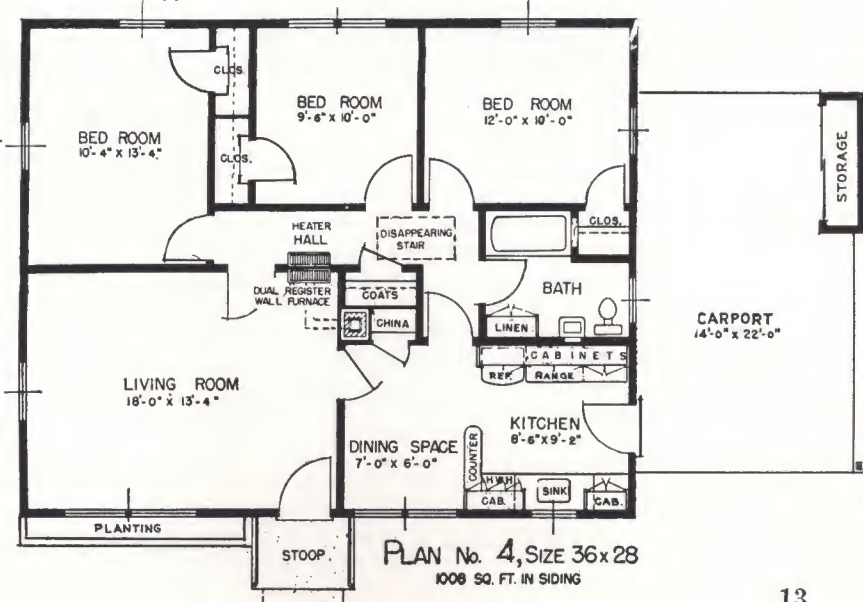 BED ROOM
10'-4" X 13'-4"
CLOS.
CLOS.
BED ROOM
9'-6" X 10'-0"
BED ROOM
12'-0" X 10'-0"
STORAGE
HEATER
HALL
DISAPPEARING
STAIR
CLOS.
DUAL REGISTER
WALL FURNACE
COATS
CHINA
BATH
LINEN
CARPORT
14'-0" X 22'-0"
CABINETS
REF.
RANGE
LIVING ROOM
18'-0" X 13'-4"
DINING SPACE
7'-0" X 6'-0"
COUNTER
KITCHEN
8'-6" X 9'-2"
H.W.H
CAB.
SINK
CAB.
PLANTING
STOOP.
PLAN No. 4, SIZE 36x28
1008 SQ. FT. IN SIDING
13